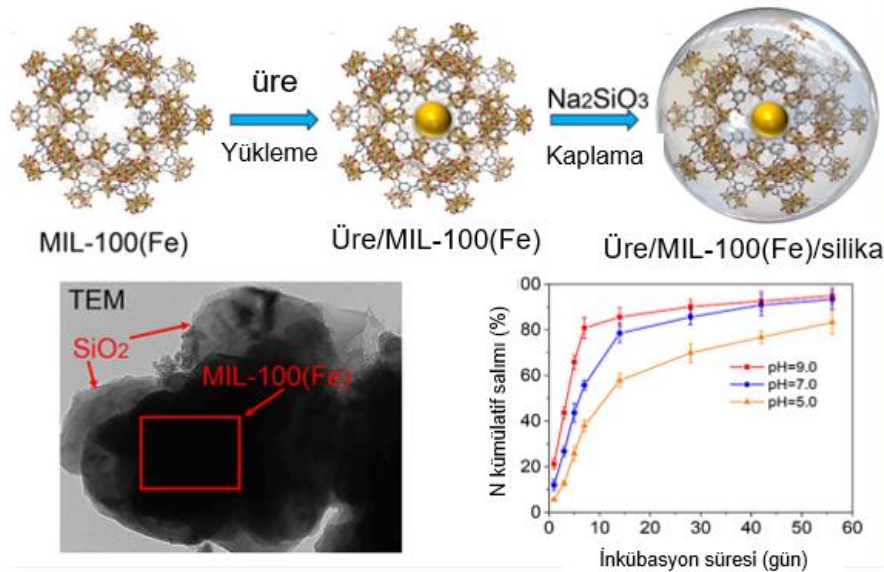 üre
Yükleme
Na2SiO3
Kaplama
MIL-100(Fe)
Üre/MIL-100(Fe)
Üre/MIL-100(Fe)/silika
TEM
SiO2
MIL-100(Fe)
N kümülatif salımı (%)
00
80
60
40
20
0
pH=9.0
pH=7.0
pH=5.0
0 10 20 30 40 50 60
İnkübasyon süresi (gün)